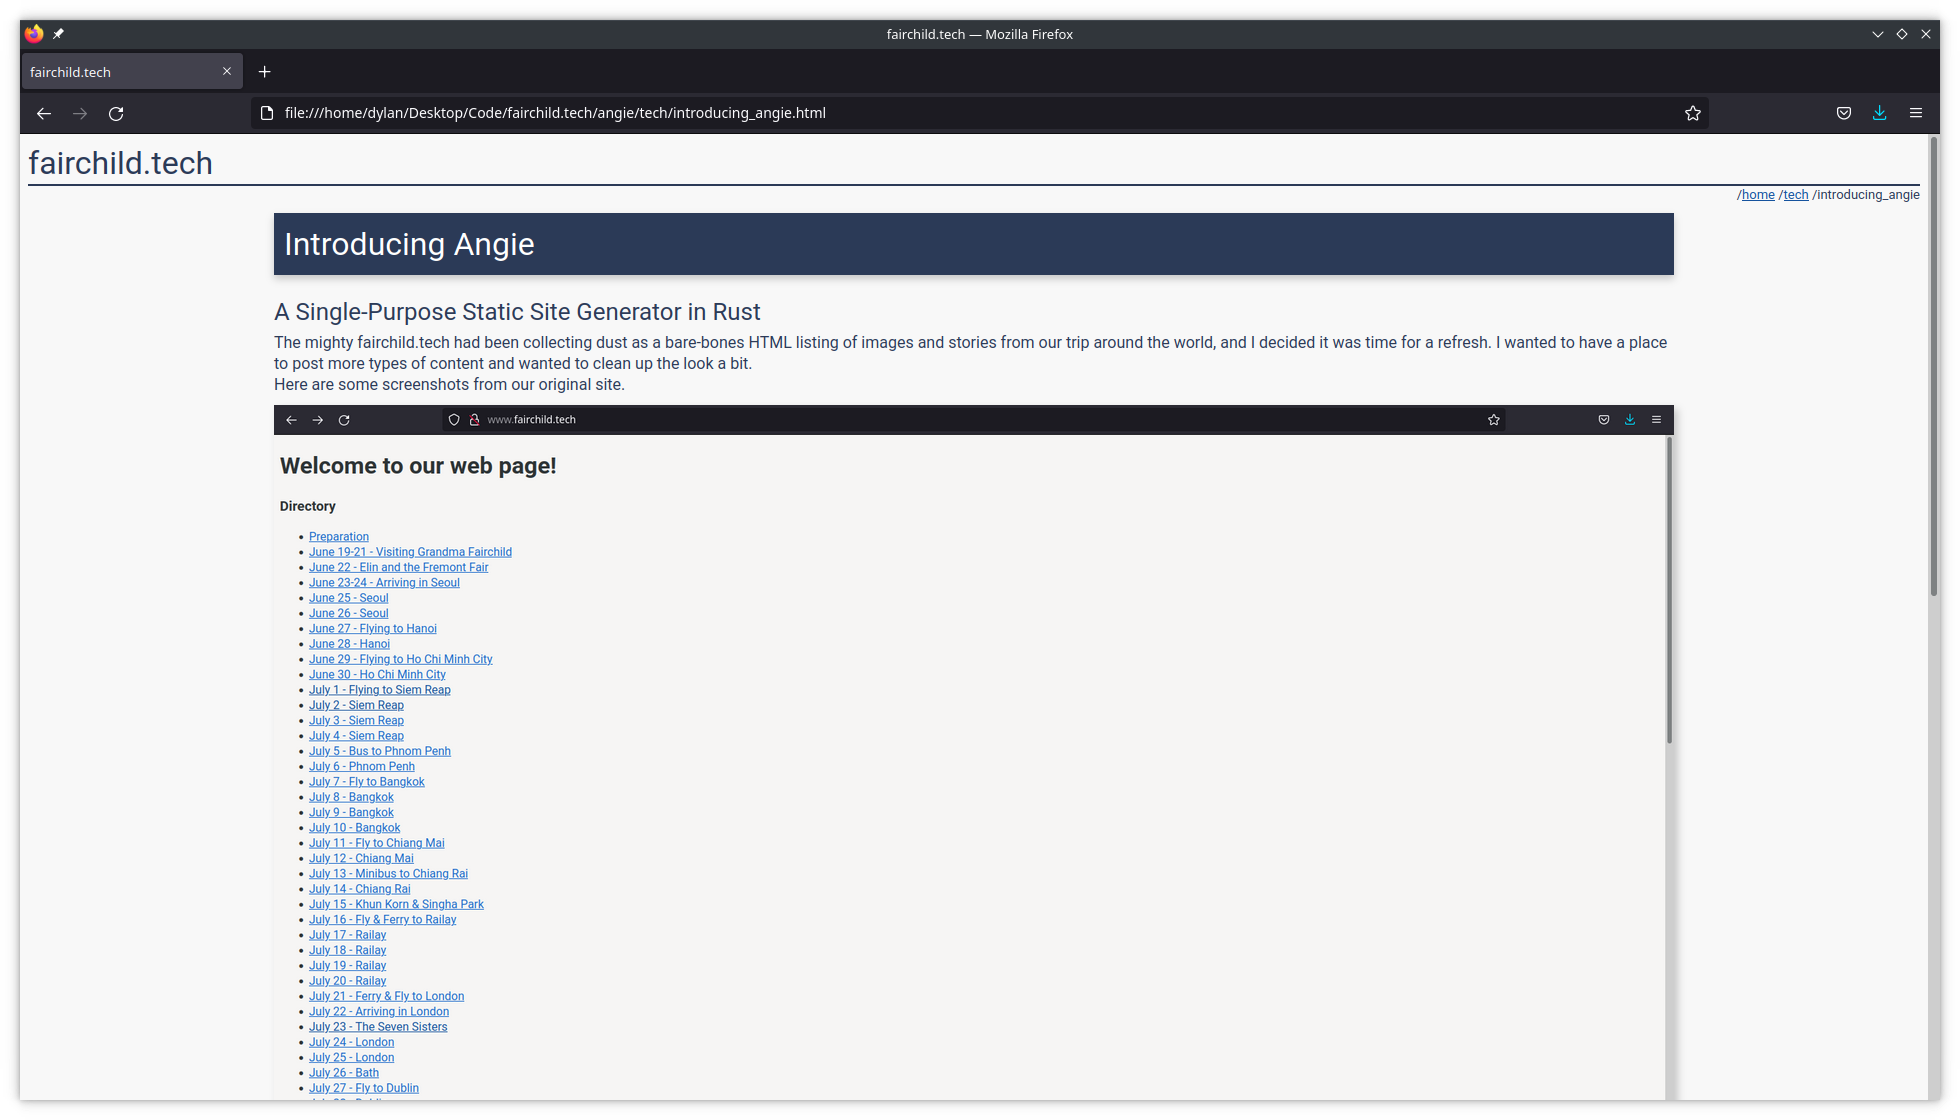 fairchild.tech — Mozilla Firefox
fairchild.tech
file:///home/dylan/Desktop/Code/fairchild.tech/angie/tech/introducing_angie.html
fairchild.tech
/home /tech /introducing_angie
Introducing Angie
A Single-Purpose Static Site Generator in Rust
The mighty fairchild.tech had been collecting dust as a bare-bones HTML listing of images and stories from our trip around the world, and I decided it was time for a refresh. I wanted to have a place
to post more types of content and wanted to clean up the look a bit.
Here are some screenshots from our original site.
www.fairchild.tech
Welcome to our web page!
Directory
• Preparation
• June 19-21 - Visiting Grandma Fairchild
• June 22 - Elin and the Fremont Fair
• June 23-24 - Arriving in Seoul
• June 25 - Seoul
• June 26 - Seoul
• June 27 - Flying to Hanoi
• June 28 - Hanoi
• June 29 - Flying to Ho Chi Minh City
• June 30 - Ho Chi Minh City
• July 1 - Flying to Siem Reap
• July 2 - Siem Reap
• July 3 - Siem Reap
• July 4 - Siem Reap
• July 5 - Bus to Phnom Penh
• July 6 - Phnom Penh
• July 7 - Fly to Bangkok
• July 8 - Bangkok
• July 9 - Bangkok
• July 10 - Bangkok
• July 11 - Fly to Chiang Mai
• July 12 - Chiang Mai
• July 13 - Minibus to Chiang Rai
• July 14 - Chiang Rai
• July 15 - Khun Korn & Singha Park
• July 16 - Fly & Ferry to Railay
• July 17 - Railay
• July 18 - Railay
• July 19 - Railay
• July 20 - Railay
• July 21 - Ferry & Fly to London
• July 22 - Arriving in London
• July 23 - The Seven Sisters
• July 24 - London
• July 25 - London
• July 26 - Bath
• July 27 - Fly to Dublin